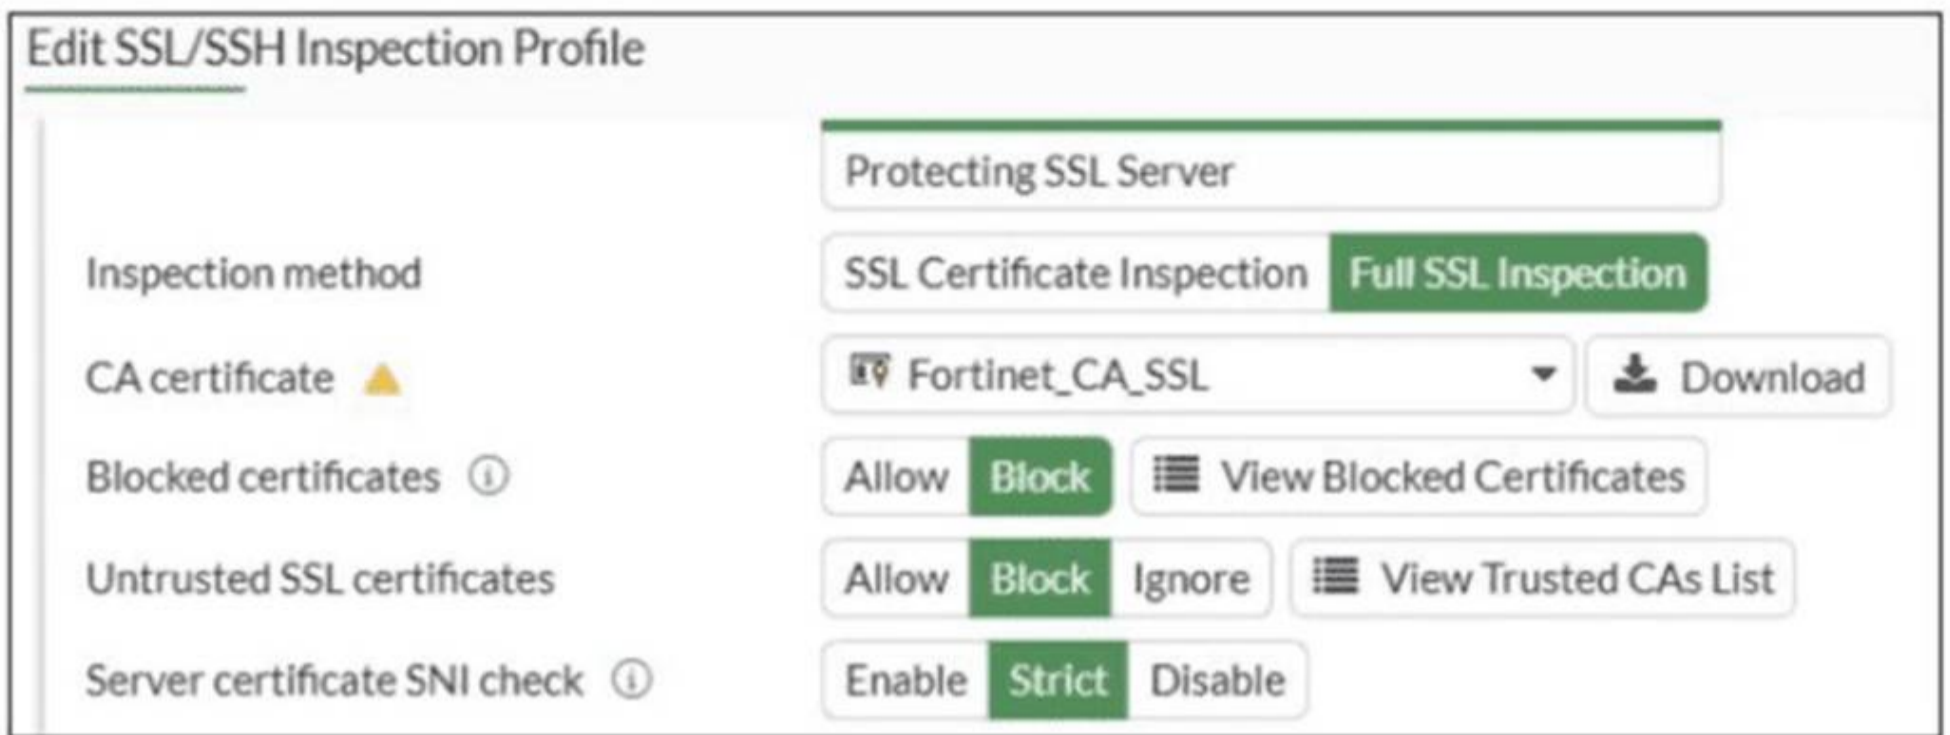 Edit SSL/SSH Inspection Profile
Protecting SSL Server
Inspection method SSL Certificate Inspection Full SSL Inspection
CA certificate Fortinet_CA_SSL Download
Blocked certificates Allow Block View Blocked Certificates
Untrusted SSL certificates Allow Block Ignore View Trusted CAs List
Server certificate SNI check Enable Strict Disable